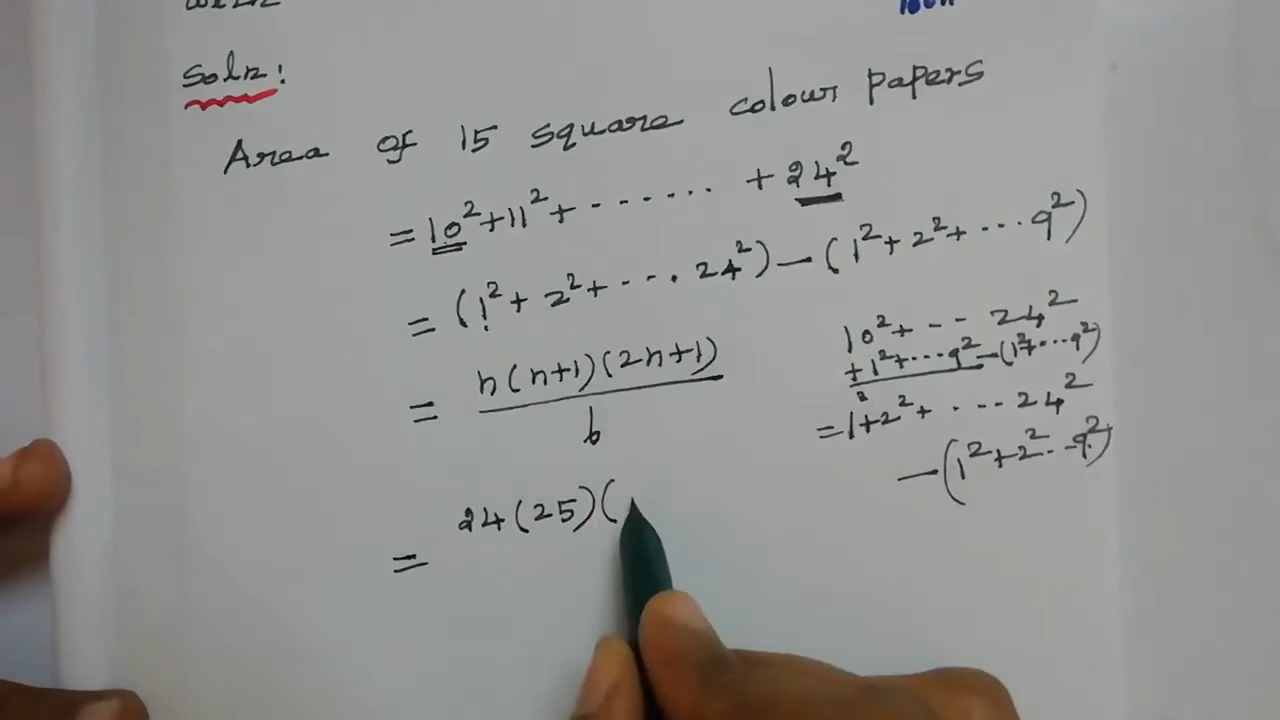 Soln:
Area of 15 square colour papers
= 10² + 11² + ....... + 24²
= (1² + 2² + .... 24²) — (1² + 2² + ... 9²)
= n(n+1)(2n+1) / 6
= 24(25)(
10² + -- 24²
+1² + ... 9² — (1² + ... 9²)
= 1² + 2² + . --- 24²
— (1² + 2² .. 9²)